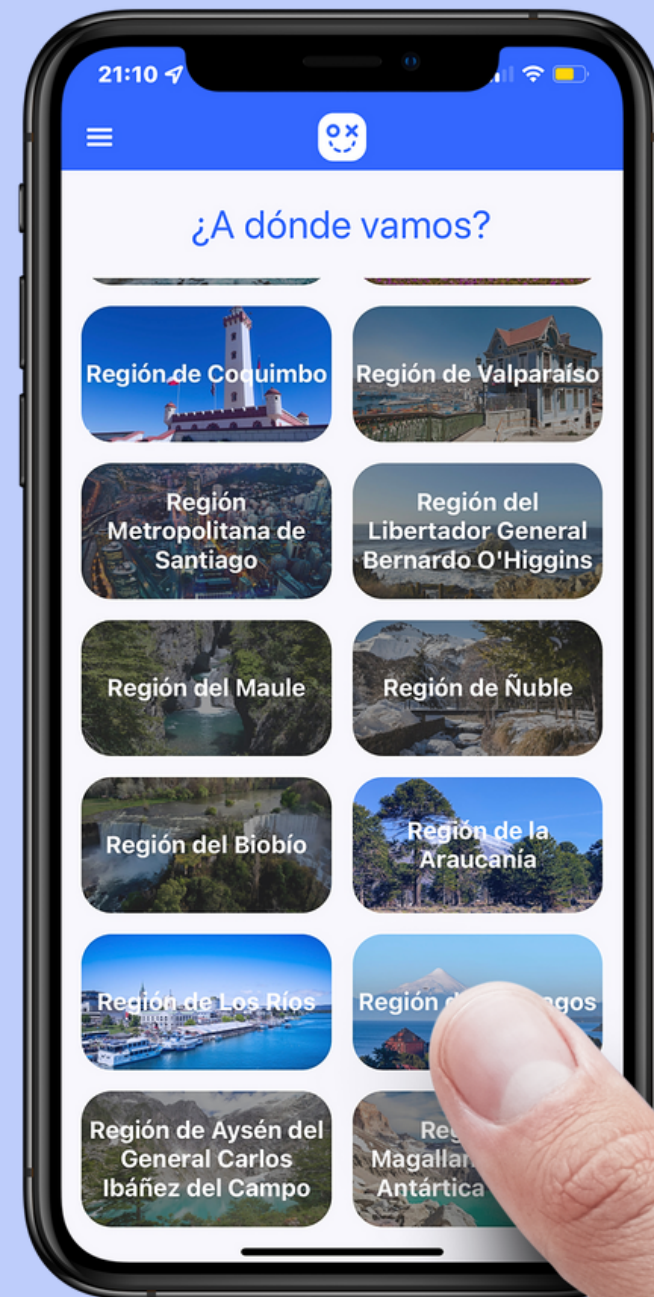 21:10
¿A dónde vamos?
Región de Coquimbo
Región de Valparaíso
Región
Metropolitana de
Santiago
Región del
Libertador General
Bernardo O'Higgins
Región del Maule
Región de Ñuble
Región del Biobío
Región de la
Araucanía
Región de Los Ríos
Región
Región de Aysén del
General Carlos
Ibáñez del Campo
Antártica